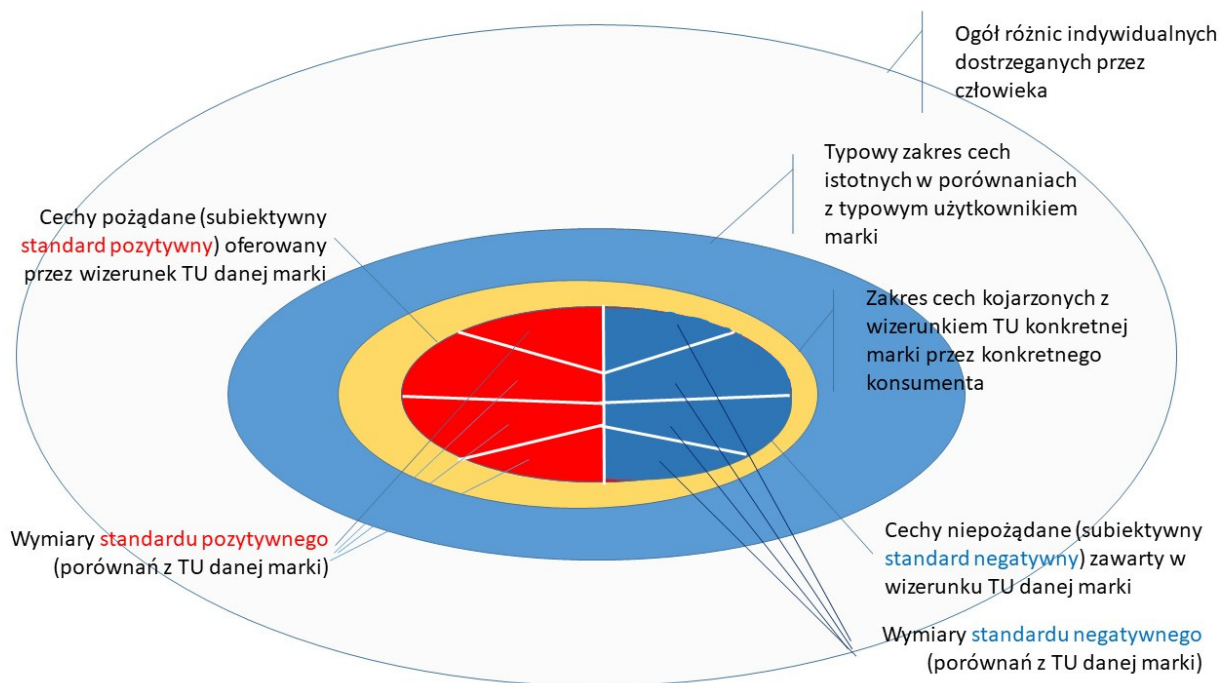 Ogół różnic indywidualnych
dostrzeganych przez
człowieka
Typowy zakres cech
istotnych w porównaniach
z typowym użytkownikiem
marki
Cechy pożądane (subiektywny
standard pozytywny) oferowany
przez wizerunek TU danej marki
Zakres cech kojarzonych z
wizerunkiem TU konkretnej
marki przez konkretnego
konsumenta
Wymiary standardu pozytywnego
(porównań z TU danej marki)
Cechy niepożądane (subiektywny
standard negatywny) zawarty w
wizerunku TU danej marki
Wymiary standardu negatywnego
(porównań z TU danej marki)